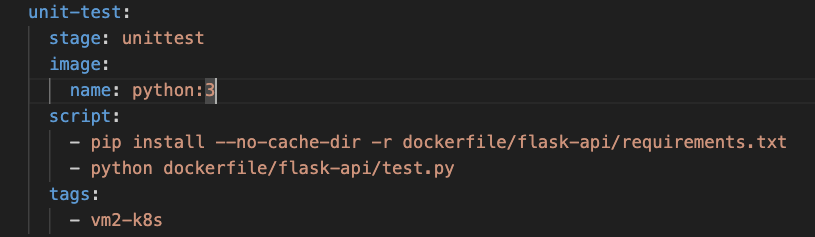 unit-test:
stage: unittest
image:
name: python:3
script:
- pip install --no-cache-dir -r dockerfile/flask-api/requirements.txt
- python dockerfile/flask-api/test.py
tags:
- vm2-k8s